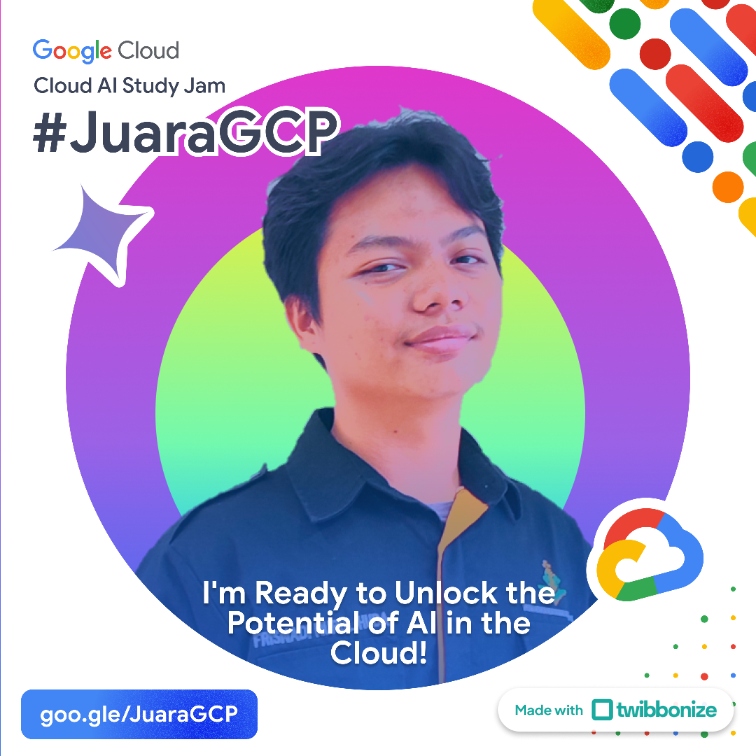 Google Cloud
Cloud AI Study Jam
#JuaraGCP
I'm Ready to Unlock the
Potential of AI in the
Cloud!
goo.gle/JuaraGCP
Made with twibbonize